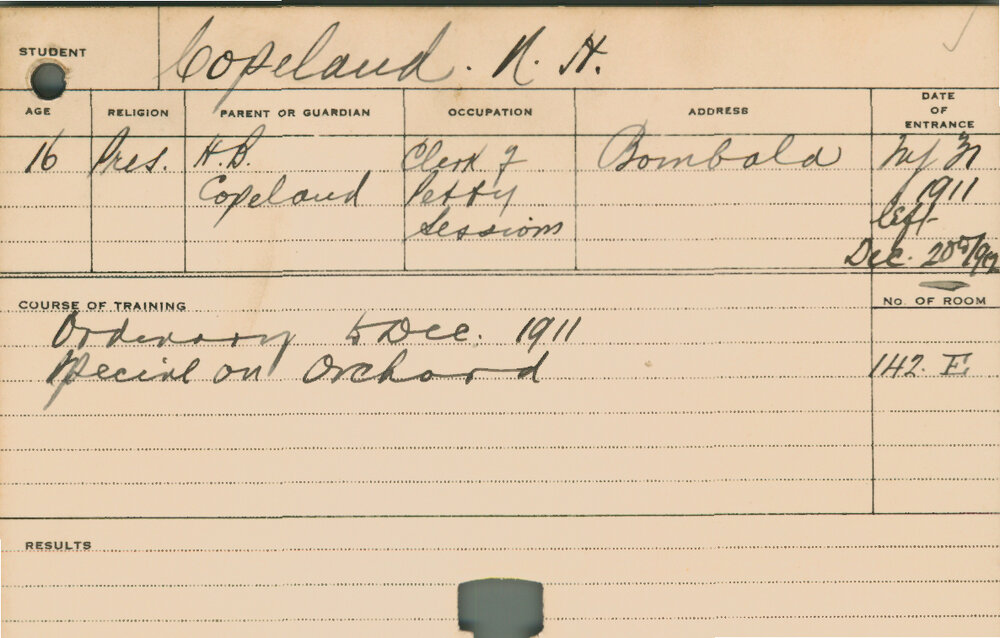 STUDENT Copeland. N. H.
AGE RELIGION PARENT OR GUARDIAN OCCUPATION ADDRESS DATE OF ENTRANCE
16 Pres. H. B. Clerk of Bombala
Copeland Petty 1911
Sessions left
Dec. 20th
COURSE OF TRAINING No. OF ROOM
Ordinary to Dec. 1911
Special on Orchard 142. E
RESULTS